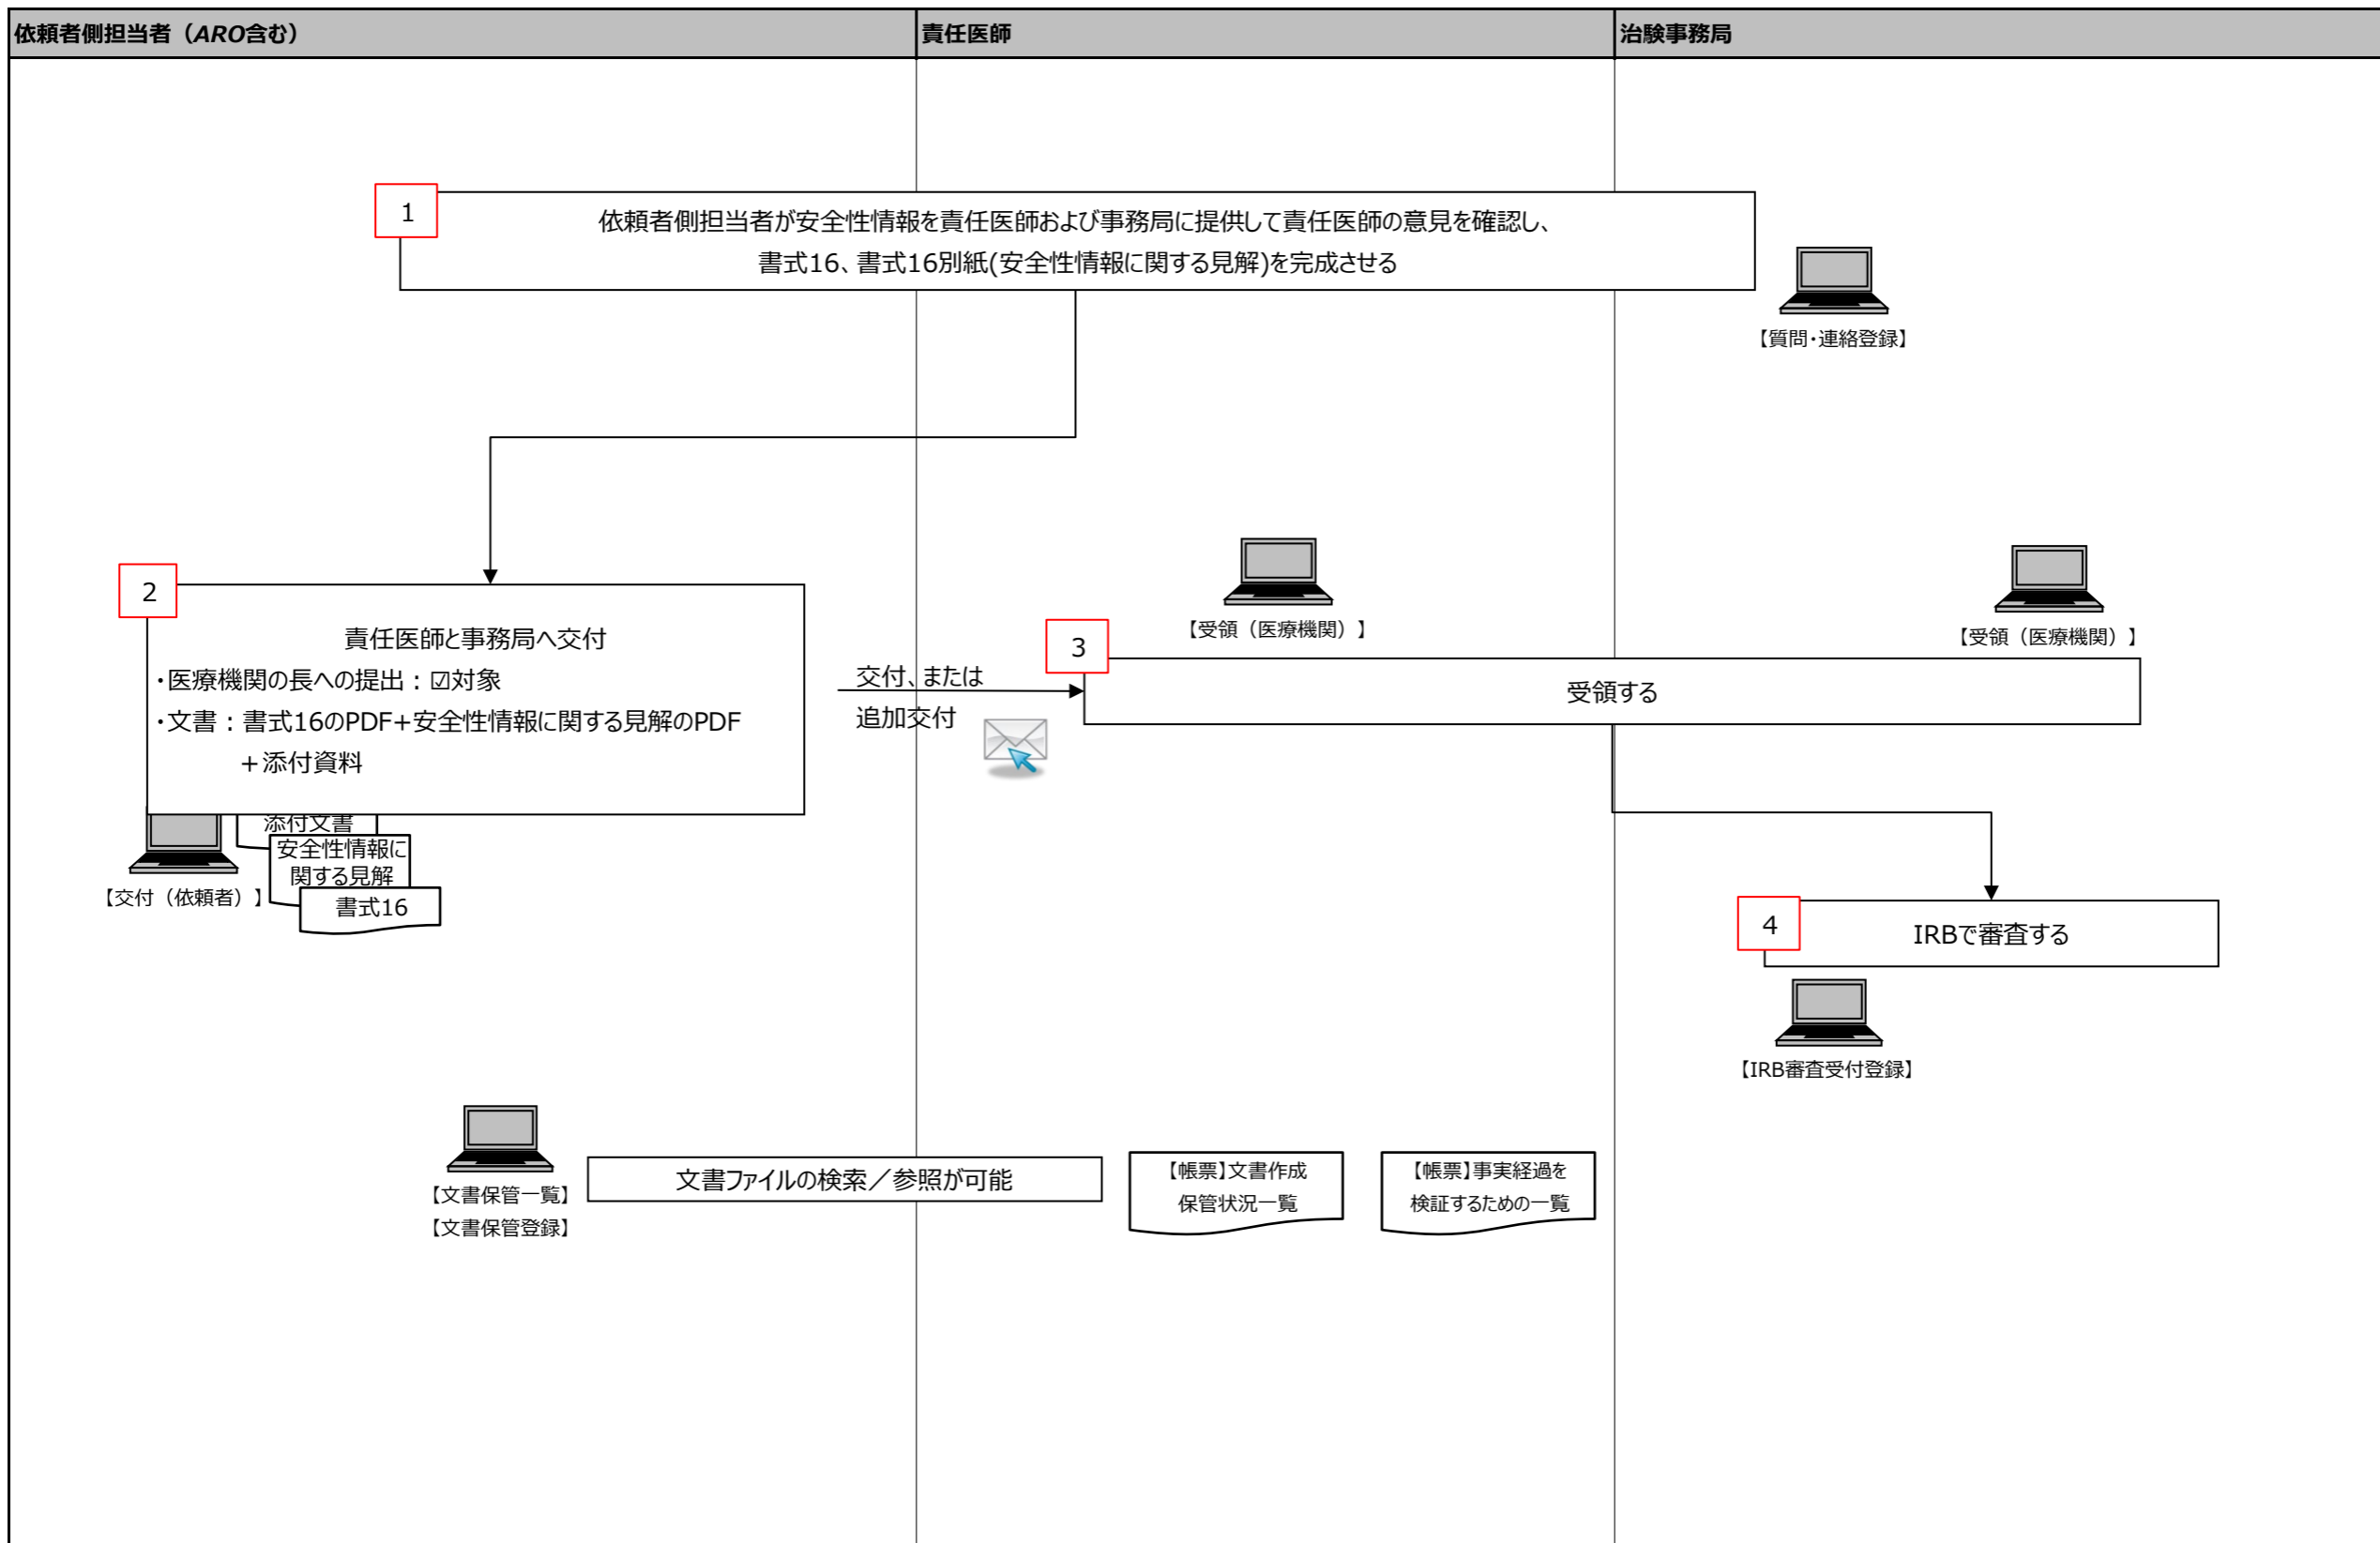 依頼者側担当者（ARO含む）
責任医師
治験事務局
1
依頼者側担当者が安全性情報を責任医師および事務局に提供して責任医師の意見を確認し、
書式16、書式16別紙(安全性情報に関する見解)を完成させる
【質問・連絡登録】
2
責任医師と事務局へ交付
・医療機関の長への提出：☑対象
・文書：書式16のPDF+安全性情報に関する見解のPDF
＋添付資料
交付、または
追加交付
【受領（医療機関）】
【受領（医療機関）】
3
受領する
添付文書
安全性情報に
関する見解
書式16
【交付（依頼者）】
4
IRBで審査する
【IRB審査受付登録】
【文書保管一覧】
【文書保管登録】
文書ファイルの検索／参照が可能
【帳票】文書作成
保管状況一覧
【帳票】事実経過を
検証するための一覧